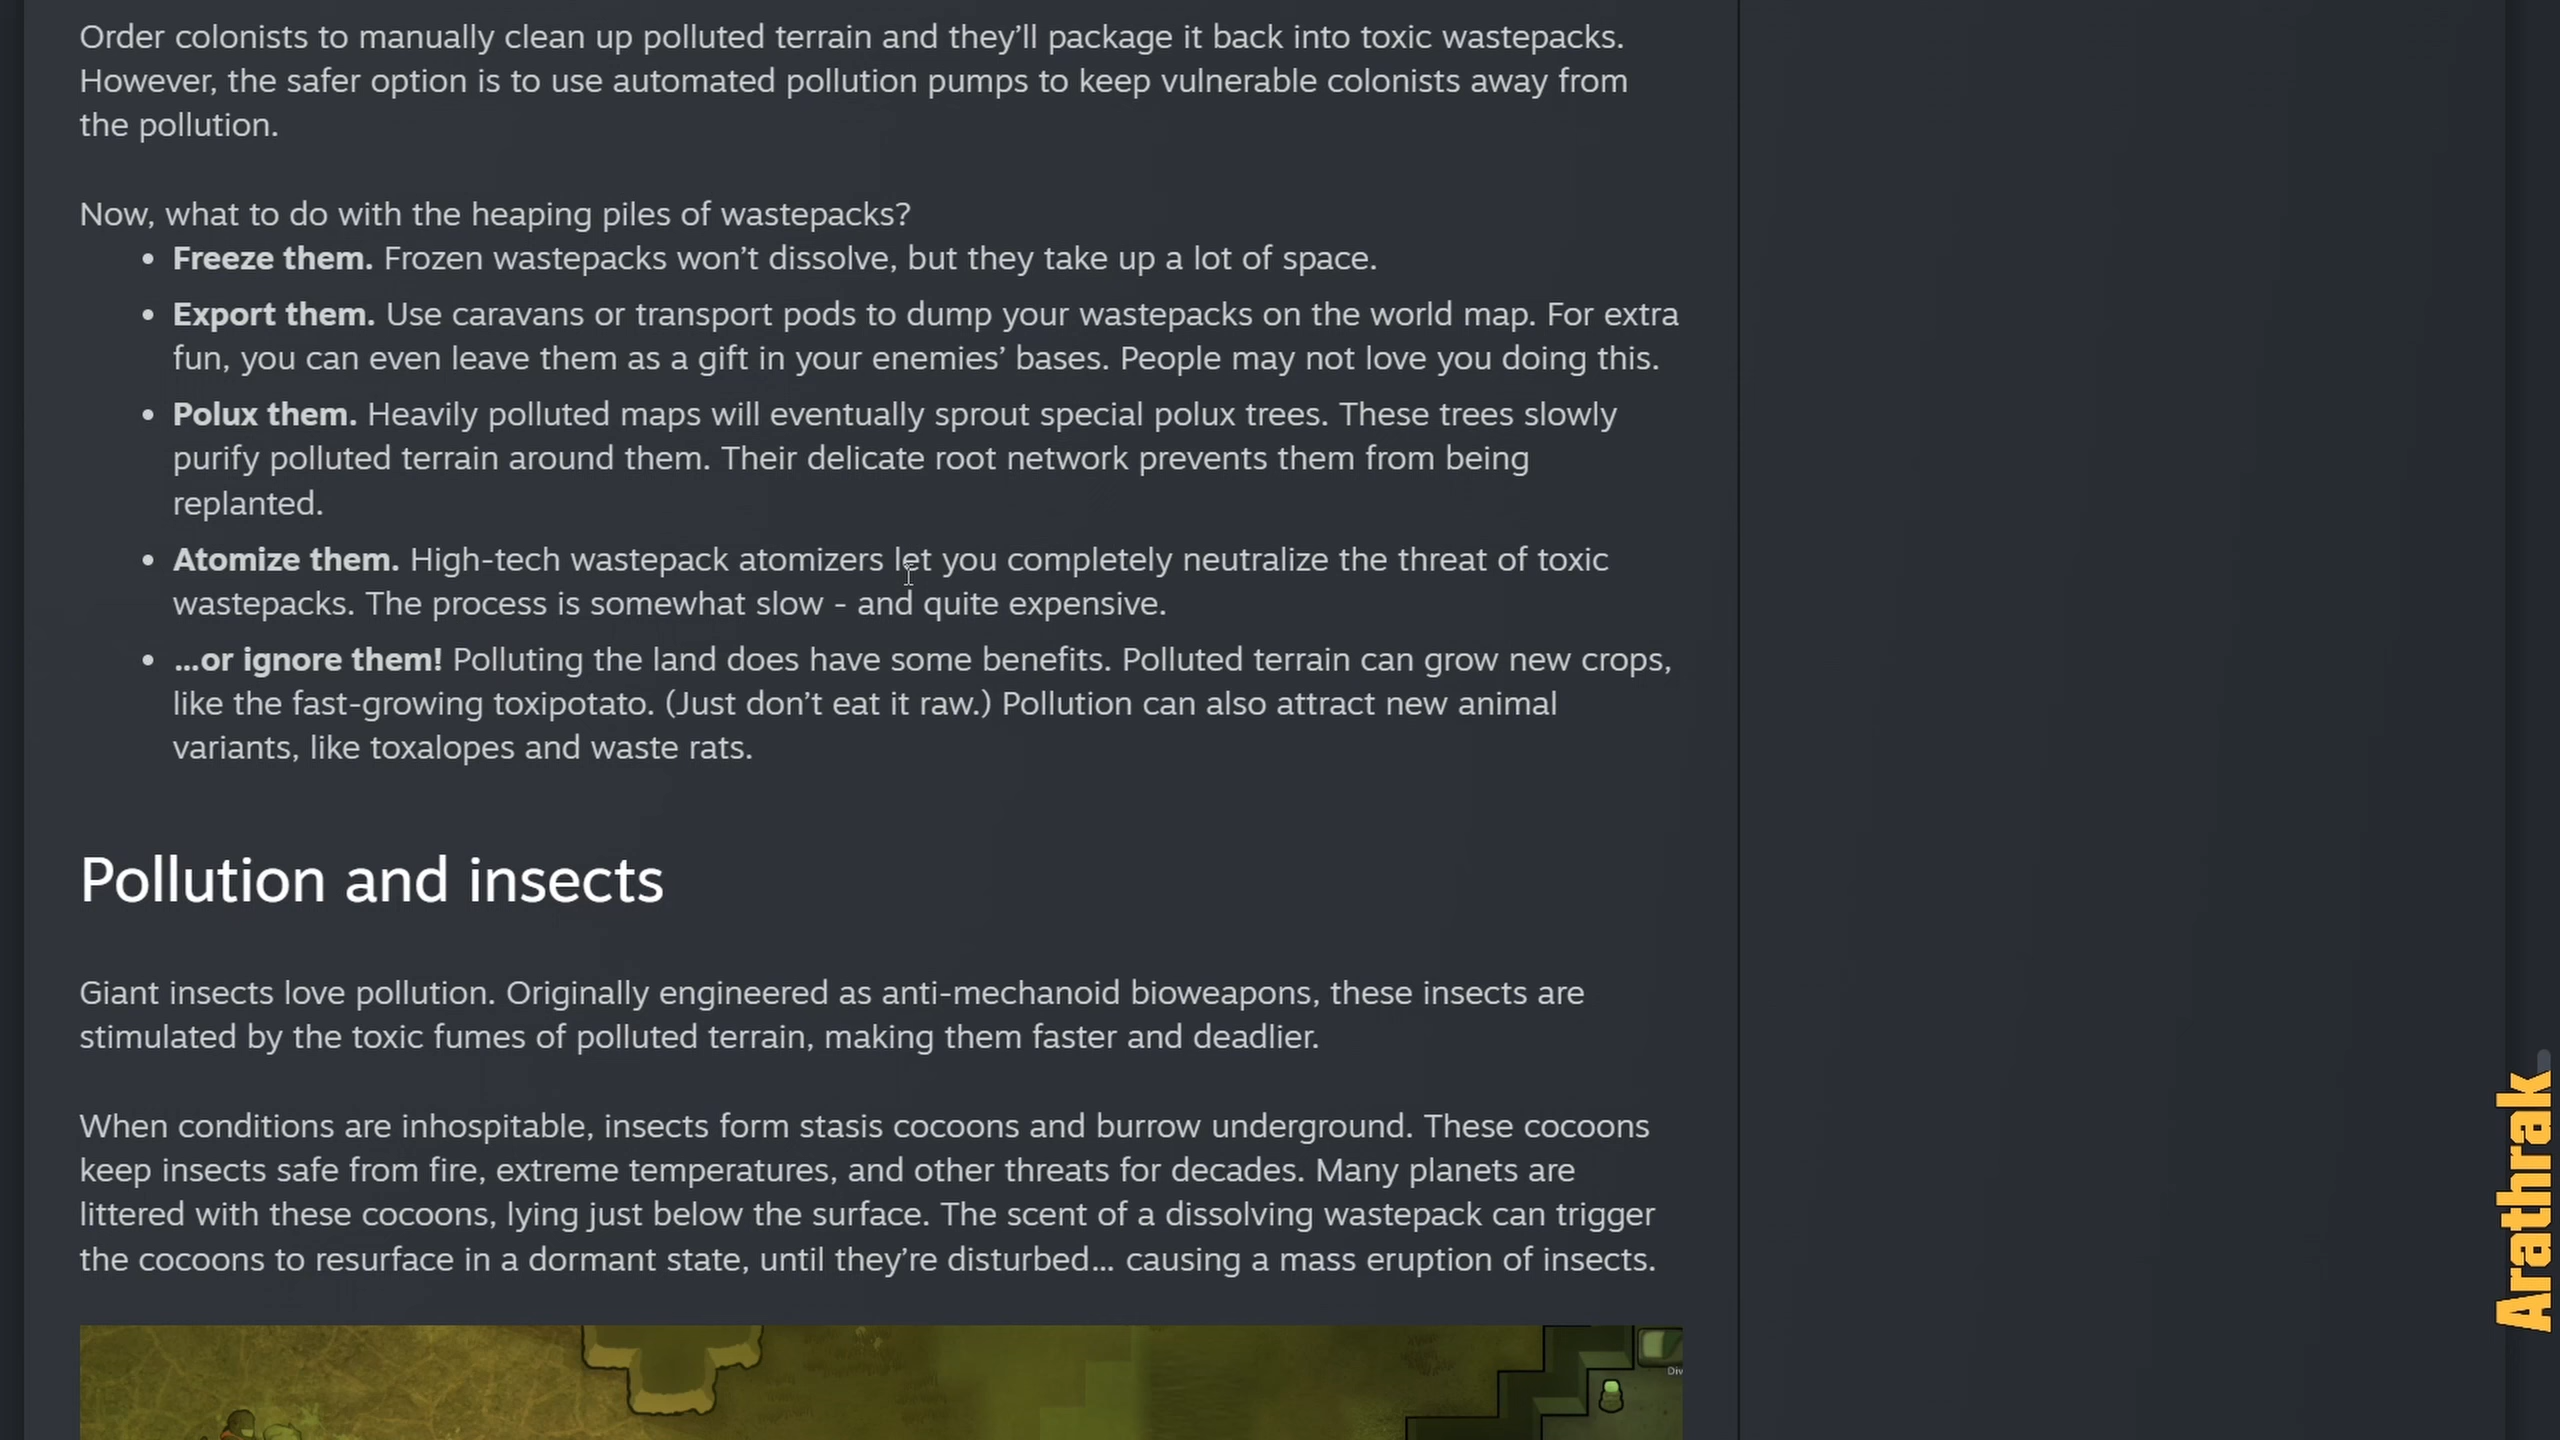 Order colonists to manually clean up polluted terrain and they’ll package it back into toxic wastepacks.
However, the safer option is to use automated pollution pumps to keep vulnerable colonists away from
the pollution.
Now, what to do with the heaping piles of wastepacks?
• Freeze them. Frozen wastepacks won’t dissolve, but they take up a lot of space.
• Export them. Use caravans or transport pods to dump your wastepacks on the world map. For extra
fun, you can even leave them as a gift in your enemies’ bases. People may not love you doing this.
• Polux them. Heavily polluted maps will eventually sprout special polux trees. These trees slowly
purify polluted terrain around them. Their delicate root network prevents them from being
replanted.
• Atomize them. High-tech wastepack atomizers let you completely neutralize the threat of toxic
wastepacks. The process is somewhat slow - and quite expensive.
• ...or ignore them! Polluting the land does have some benefits. Polluted terrain can grow new crops,
like the fast-growing toxipotato. (Just don’t eat it raw.) Pollution can also attract new animal
variants, like toxalopes and waste rats.
Pollution and insects
Giant insects love pollution. Originally engineered as anti-mechanoid bioweapons, these insects are
stimulated by the toxic fumes of polluted terrain, making them faster and deadlier.
When conditions are inhospitable, insects form stasis cocoons and burrow underground. These cocoons
keep insects safe from fire, extreme temperatures, and other threats for decades. Many planets are
littered with these cocoons, lying just below the surface. The scent of a dissolving wastepack can trigger
the cocoons to resurface in a dormant state, until they’re disturbed... causing a mass eruption of insects.
Div
Arathrak